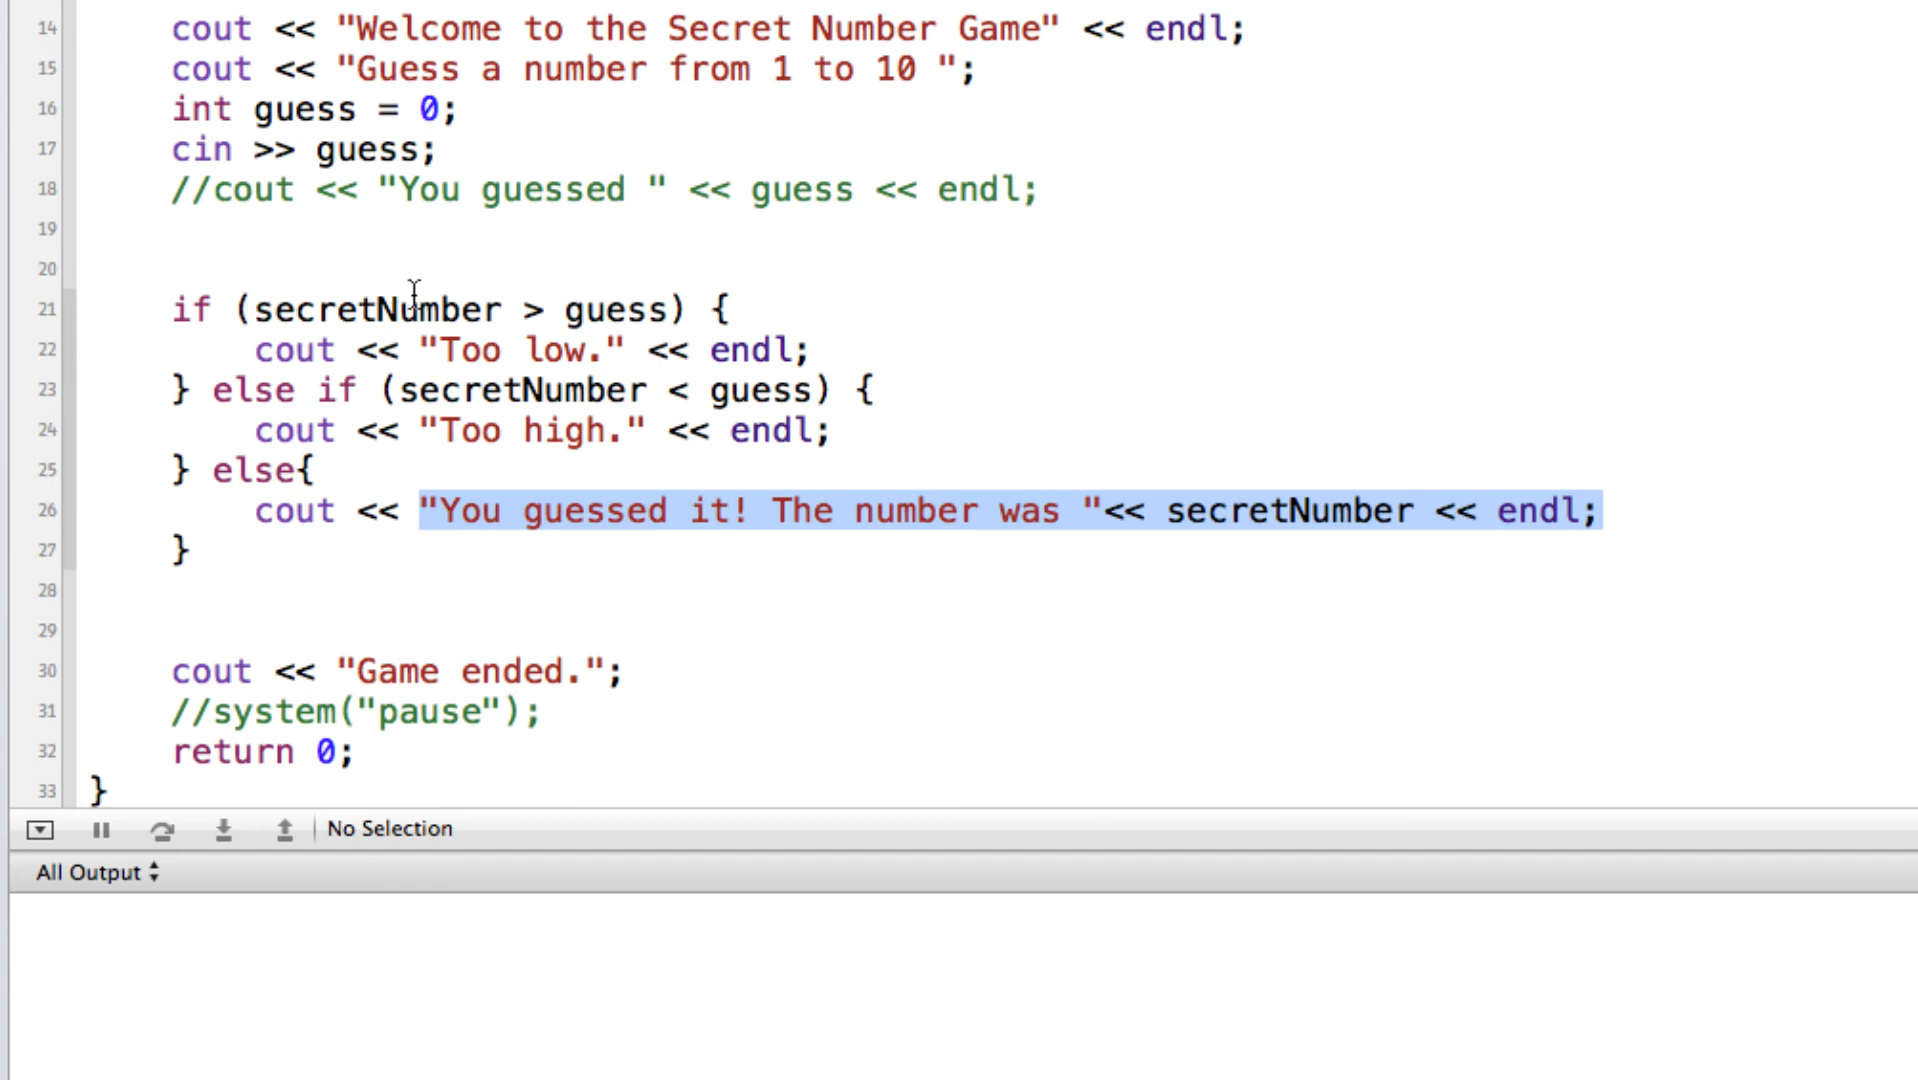 14 cout << "Welcome to the Secret Number Game" << endl;
15 cout << "Guess a number from 1 to 10 ";
16 int guess = 0;
17 cin >> guess;
18 //cout << "You guessed " << guess << endl;
19
20
21 if (secretNumber > guess) {
22 cout << "Too low." << endl;
23 } else if (secretNumber < guess) {
24 cout << "Too high." << endl;
25 } else{
26 cout << "You guessed it! The number was "<< secretNumber << endl;
27 }
28
29
30 cout << "Game ended.";
31 //system("pause");
32 return 0;
33 }
No Selection
All Output